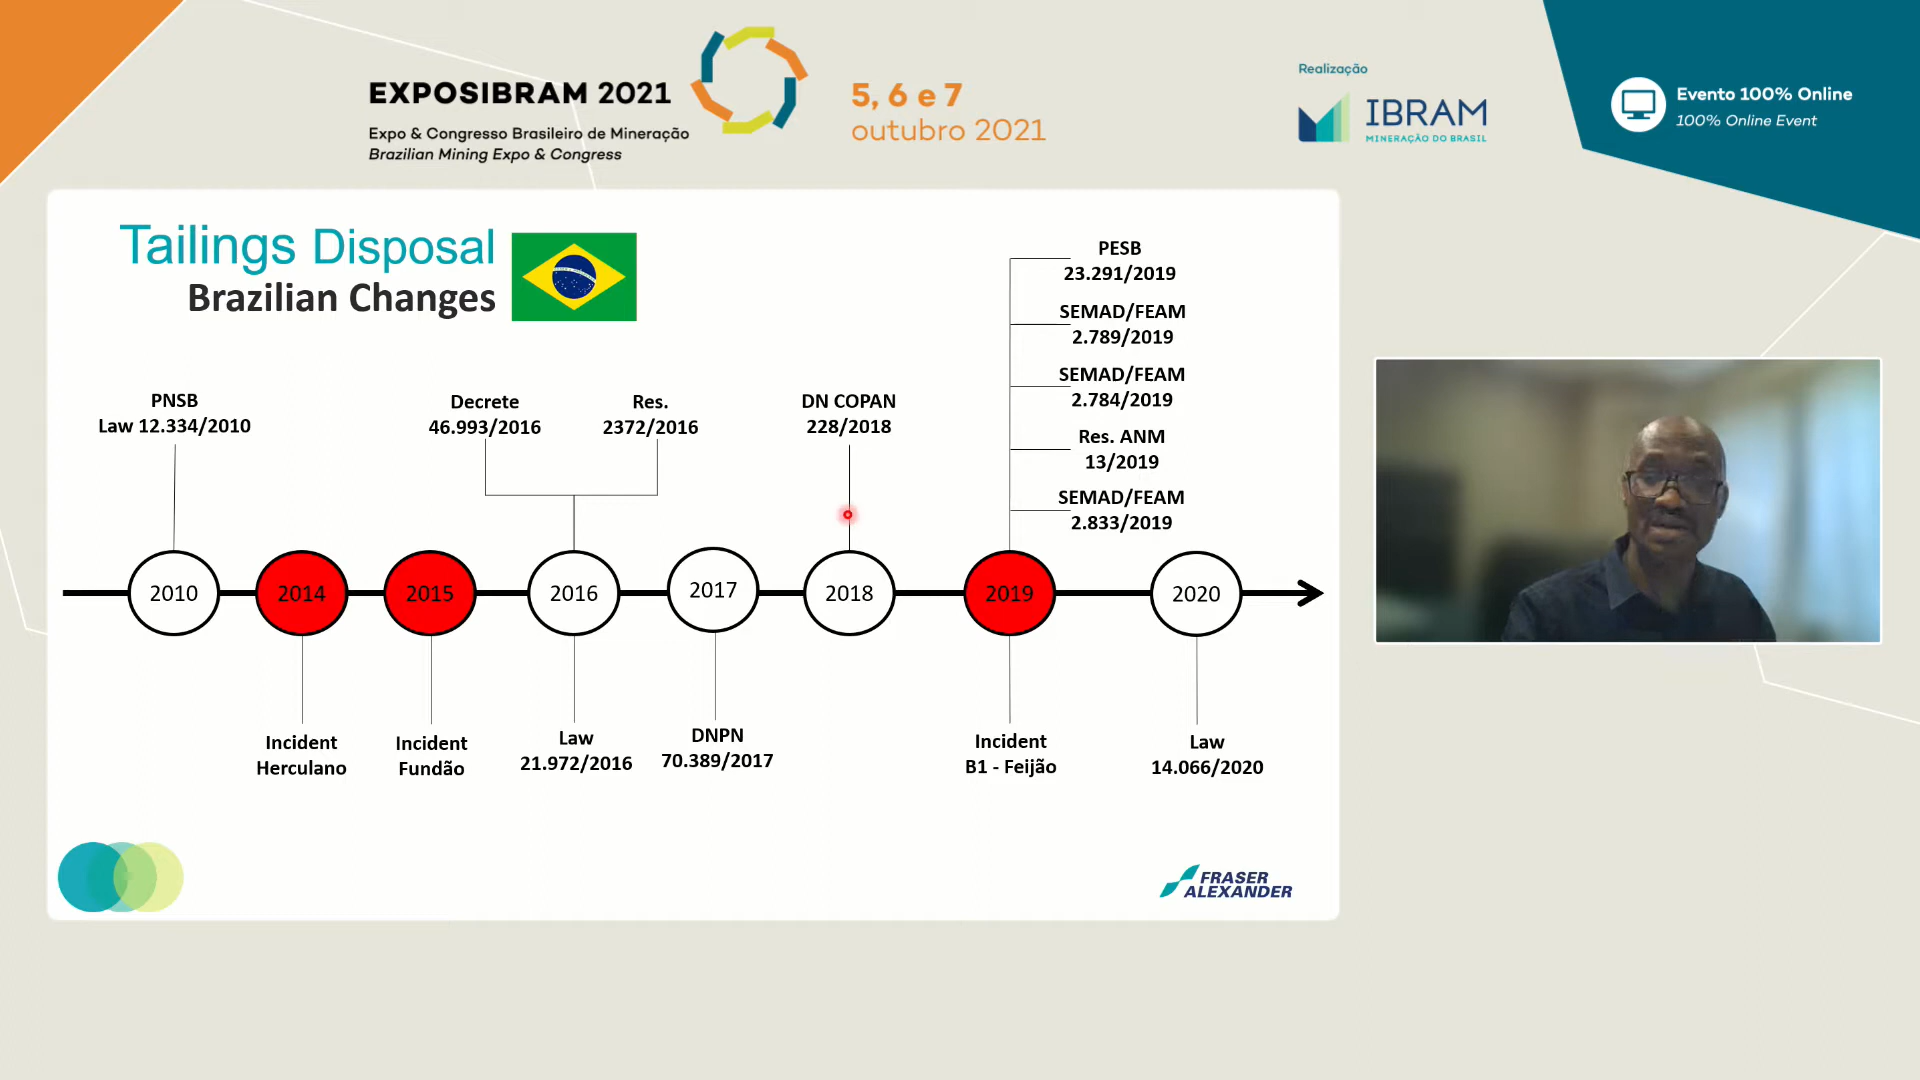 EXPOSIBRAM 2021
Expo & Congresso Brasileiro de Mineração
Brazilian Mining Expo & Congress
5, 6 e 7
outubro 2021
Realização
IBRAM
MINERAÇÃO DO BRASIL
Evento 100% Online
100% Online Event
Tailings Disposal
Brazilian Changes
PNSB
Law 12.334/2010
Decrete
46.993/2016
Res.
2372/2016
DN COPAN
228/2018
PESB
23.291/2019
SEMAD/FEAM
2.789/2019
SEMAD/FEAM
2.784/2019
Res. ANM
13/2019
SEMAD/FEAM
2.833/2019
2010
2014
2015
2016
2017
2018
2019
2020
Incident
Herculano
Incident
Fundão
Law
21.972/2016
DNPN
70.389/2017
Incident
B1 - Feijão
Law
14.066/2020
FRASER
ALEXANDER